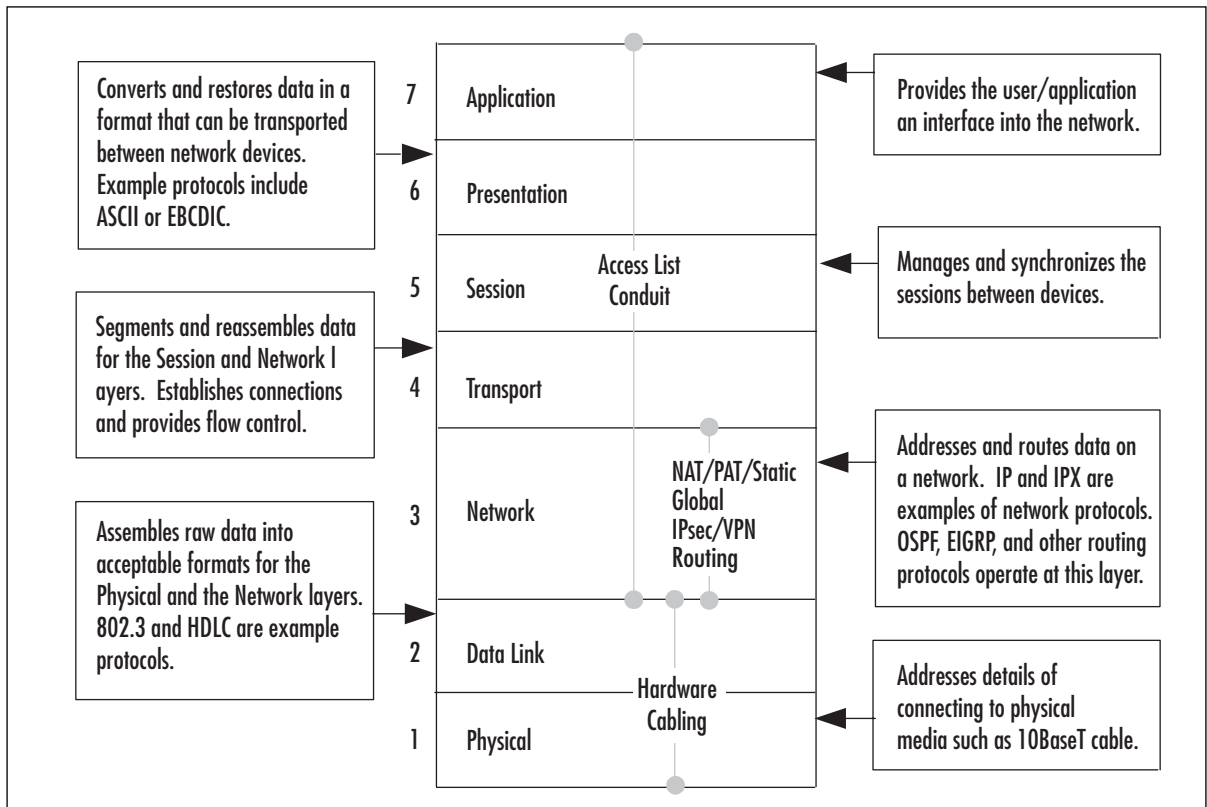 Converts and restores data in a
format that can be transported
between network devices.
Example protocols include
ASCII or EBCDIC.
Segments and reassembles data
for the Session and Network l
ayers. Establishes connections
and provides flow control.
Assembles raw data into
acceptable formats for the
Physical and the Network layers.
802.3 and HDLC are example
protocols.
7 Application
6 Presentation
5 Session
4 Transport
3 Network
2 Data Link
1 Physical
Access List
Conduit
NAT/PAT/Static
Global
IPsec/VPN
Routing
Hardware
Cabling
Provides the user/application
an interface into the network.
Manages and synchronizes the
sessions between devices.
Addresses and routes data on
a network. IP and IPX are
examples of network protocols.
OSPF, EIGRP, and other routing
protocols operate at this layer.
Addresses details of
connecting to physical
media such as 10BaseT cable.